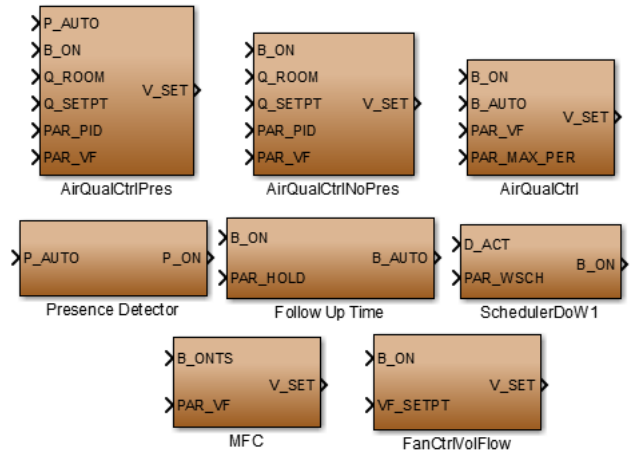 P_AUTO
B_ON
Q_ROOM
Q_SETPT
PAR_PID
PAR_VF
V_SET
AirQualCtrlPres
B_ON
Q_ROOM
Q_SETPT
PAR_PID
PAR_VF
V_SET
AirQualCtrlNoPres
B_ON
B_AUTO
PAR_VF
PAR_MAX_PER
V_SET
AirQualCtrl
P_AUTO
P_ON
Presence Detector
B_ON
PAR_HOLD
B_AUTO
Follow Up Time
D_ACT
PAR_WSCH
B_ON
SchedulerDoW1
B_ONTS
PAR_VF
V_SET
MFC
B_ON
VF_SETPT
V_SET
FanCtrlVolFlow